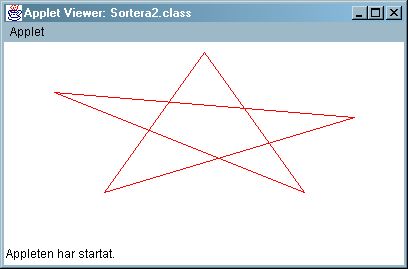 Applet Viewer: Sortera2.class
Applet
Appleten har startat.